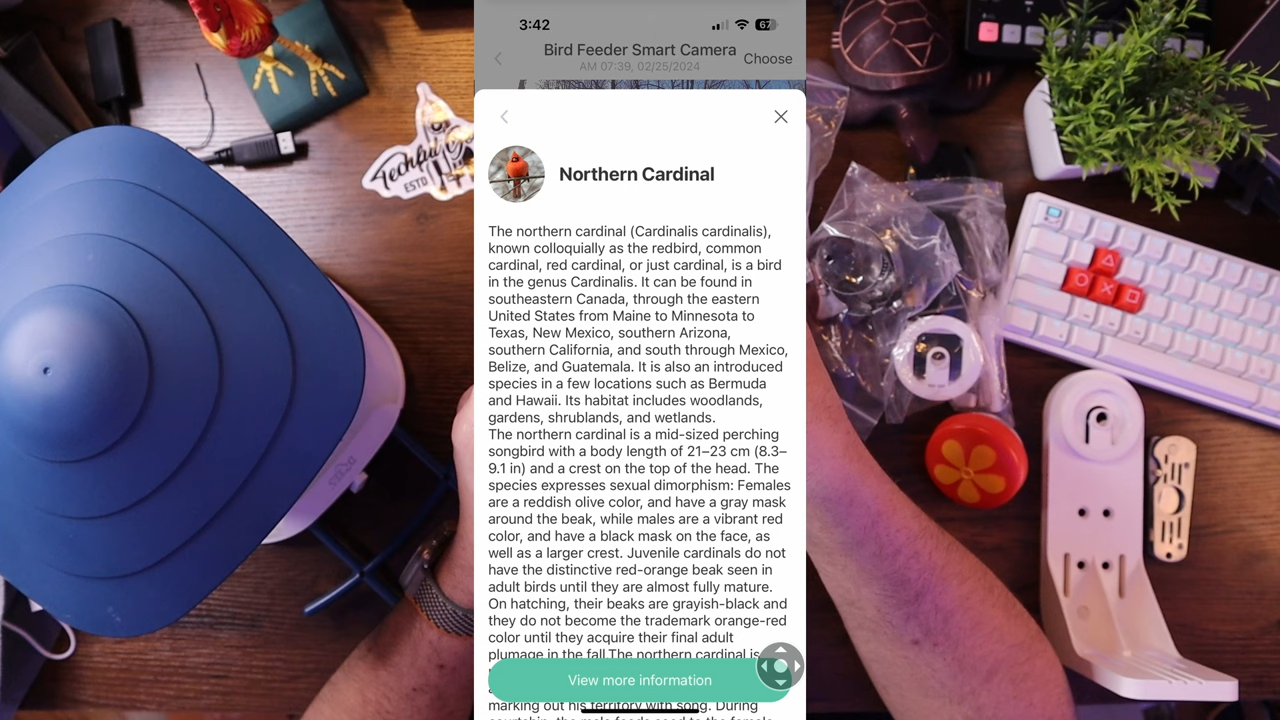 3:42
67
Bird Feeder Smart Camera
AM 07:39, 02/25/2024
Choose
Northern Cardinal
The northern cardinal (Cardinalis cardinalis),
known colloquially as the redbird, common
cardinal, red cardinal, or just cardinal, is a bird
in the genus Cardinalis. It can be found in
southeastern Canada, through the eastern
United States from Maine to Minnesota to
Texas, New Mexico, southern Arizona,
southern California, and south through Mexico,
Belize, and Guatemala. It is also an introduced
species in a few locations such as Bermuda
and Hawaii. Its habitat includes woodlands,
gardens, shrublands, and wetlands.
The northern cardinal is a mid-sized perching
songbird with a body length of 21–23 cm (8.3–
9.1 in) and a crest on the top of the head. The
species expresses sexual dimorphism: Females
are a reddish olive color, and have a gray mask
around the beak, while males are a vibrant red
color, and have a black mask on the face, as
well as a larger crest. Juvenile cardinals do not
have the distinctive red-orange beak seen in
adult birds until they are almost fully mature.
On hatching, their beaks are grayish-black and
they do not become the trademark orange-red
color until they acquire their final adult
plumage in the fall.The northern cardinal is
View more information
marking out his territory with song. During
courtship, the male feeds seed to the female
Techful
ESTD